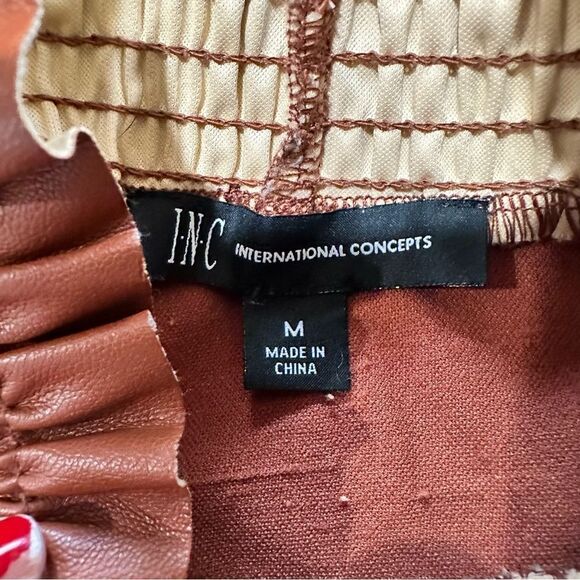 I·N·C INTERNATIONAL CONCEPTS
M
MADE IN
CHINA